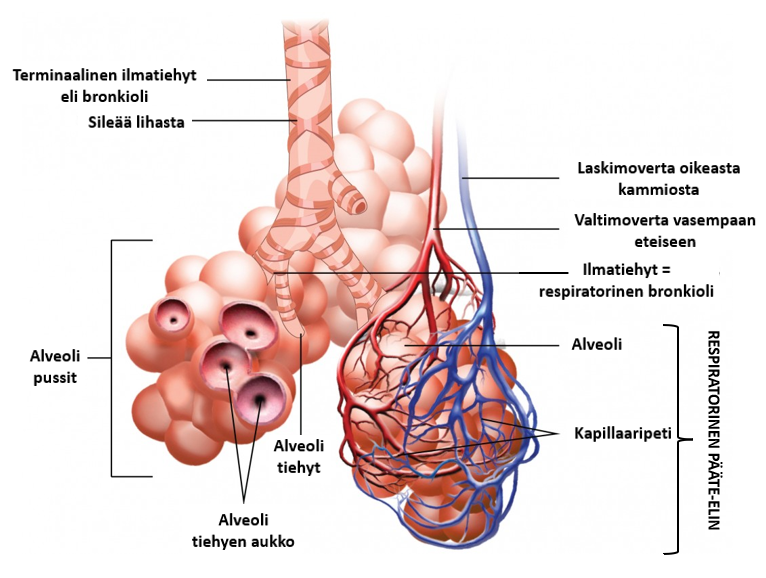 Terminaalinen ilmatiehyt
eli bronkioli
Sileää lihasta
Alveoli
pussit
Alveoli
tiehyt
Alveoli
tiehyen aukko
Laskimoverta oikeasta
kammiosta
Valtimoverta vasempaan
eteiseen
Ilmatiehyt =
respiratorinen bronkioli
Alveoli
Kapillaaripeti
RESPIRATORINEN PÄÄTE-ELIN